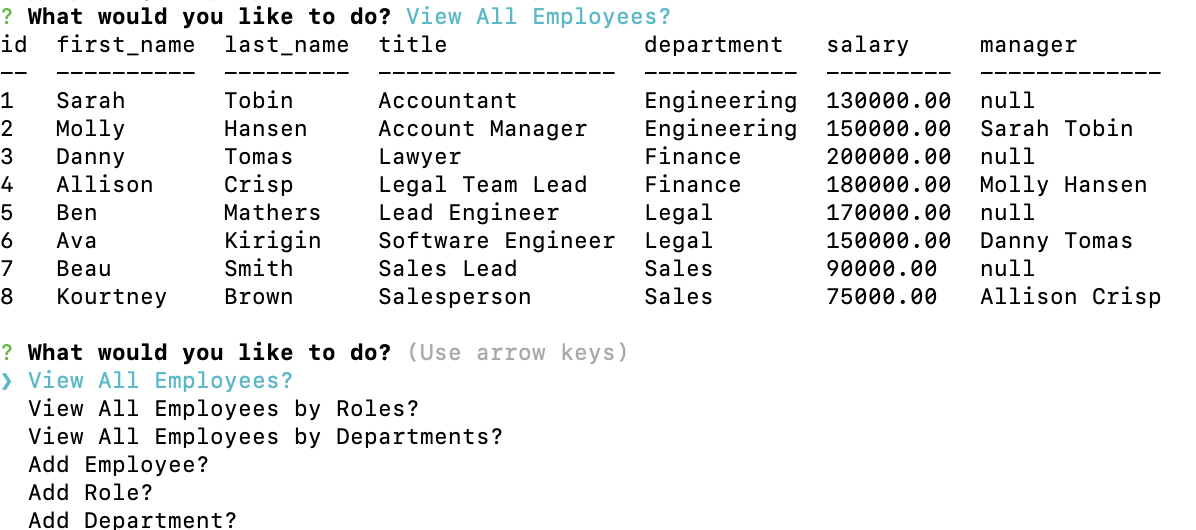 ? What would you like to do? View All Employees?
id  first_name  last_name  title              department   salary     manager
--  ----------  ---------  -----------------  -----------  ---------  -------------
1   Sarah       Tobin      Accountant         Engineering  130000.00  null
2   Molly       Hansen     Account Manager    Engineering  150000.00  Sarah Tobin
3   Danny       Tomas      Lawyer             Finance      200000.00  null
4   Allison     Crisp      Legal Team Lead    Finance      180000.00  Molly Hansen
5   Ben         Mathers    Lead Engineer      Legal        170000.00  null
6   Ava         Kirigin    Software Engineer  Legal        150000.00  Danny Tomas
7   Beau        Smith      Sales Lead         Sales        90000.00   null
8   Kourtney    Brown      Salesperson        Sales        75000.00   Allison Crisp
? What would you like to do? (Use arrow keys)
❯ View All Employees?
  View All Employees by Roles?
  View All Employees by Departments?
  Add Employee?
  Add Role?
  Add Department?